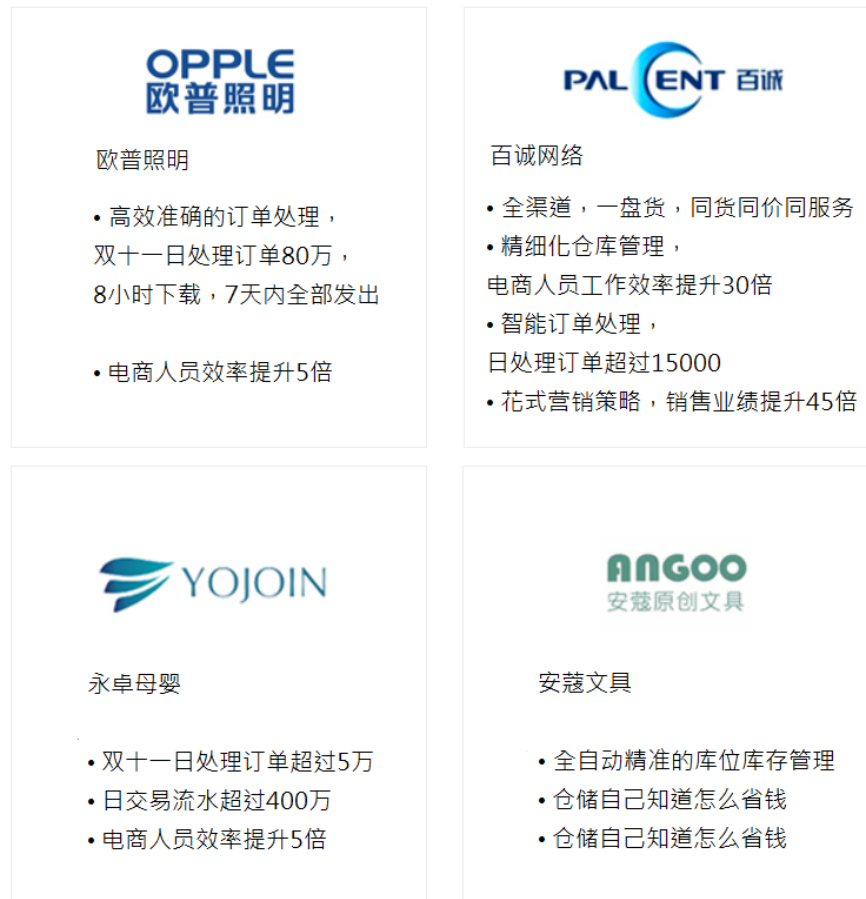 OPPLE
欧普照明
欧普照明
• 高效准确的订单处理，
双十一日处理订单80万，
8小时下载，7天内全部发出
• 电商人员效率提升5倍
PALCENT 百诚
百诚网络
• 全渠道，一盘货，同货同价同服务
• 精细化仓库管理，
电商人员工作效率提升30倍
• 智能订单处理，
日处理订单超过15000
• 花式营销策略，销售业绩提升45倍
YOJOIN
永卓母婴
• 双十一日处理订单超过5万
• 日交易流水超过400万
• 电商人员效率提升5倍
ANGOO
安蔻原创文具
安蔻文具
• 全自动精准的库位库存管理
• 仓储自己知道怎么省钱
• 仓储自己知道怎么省钱